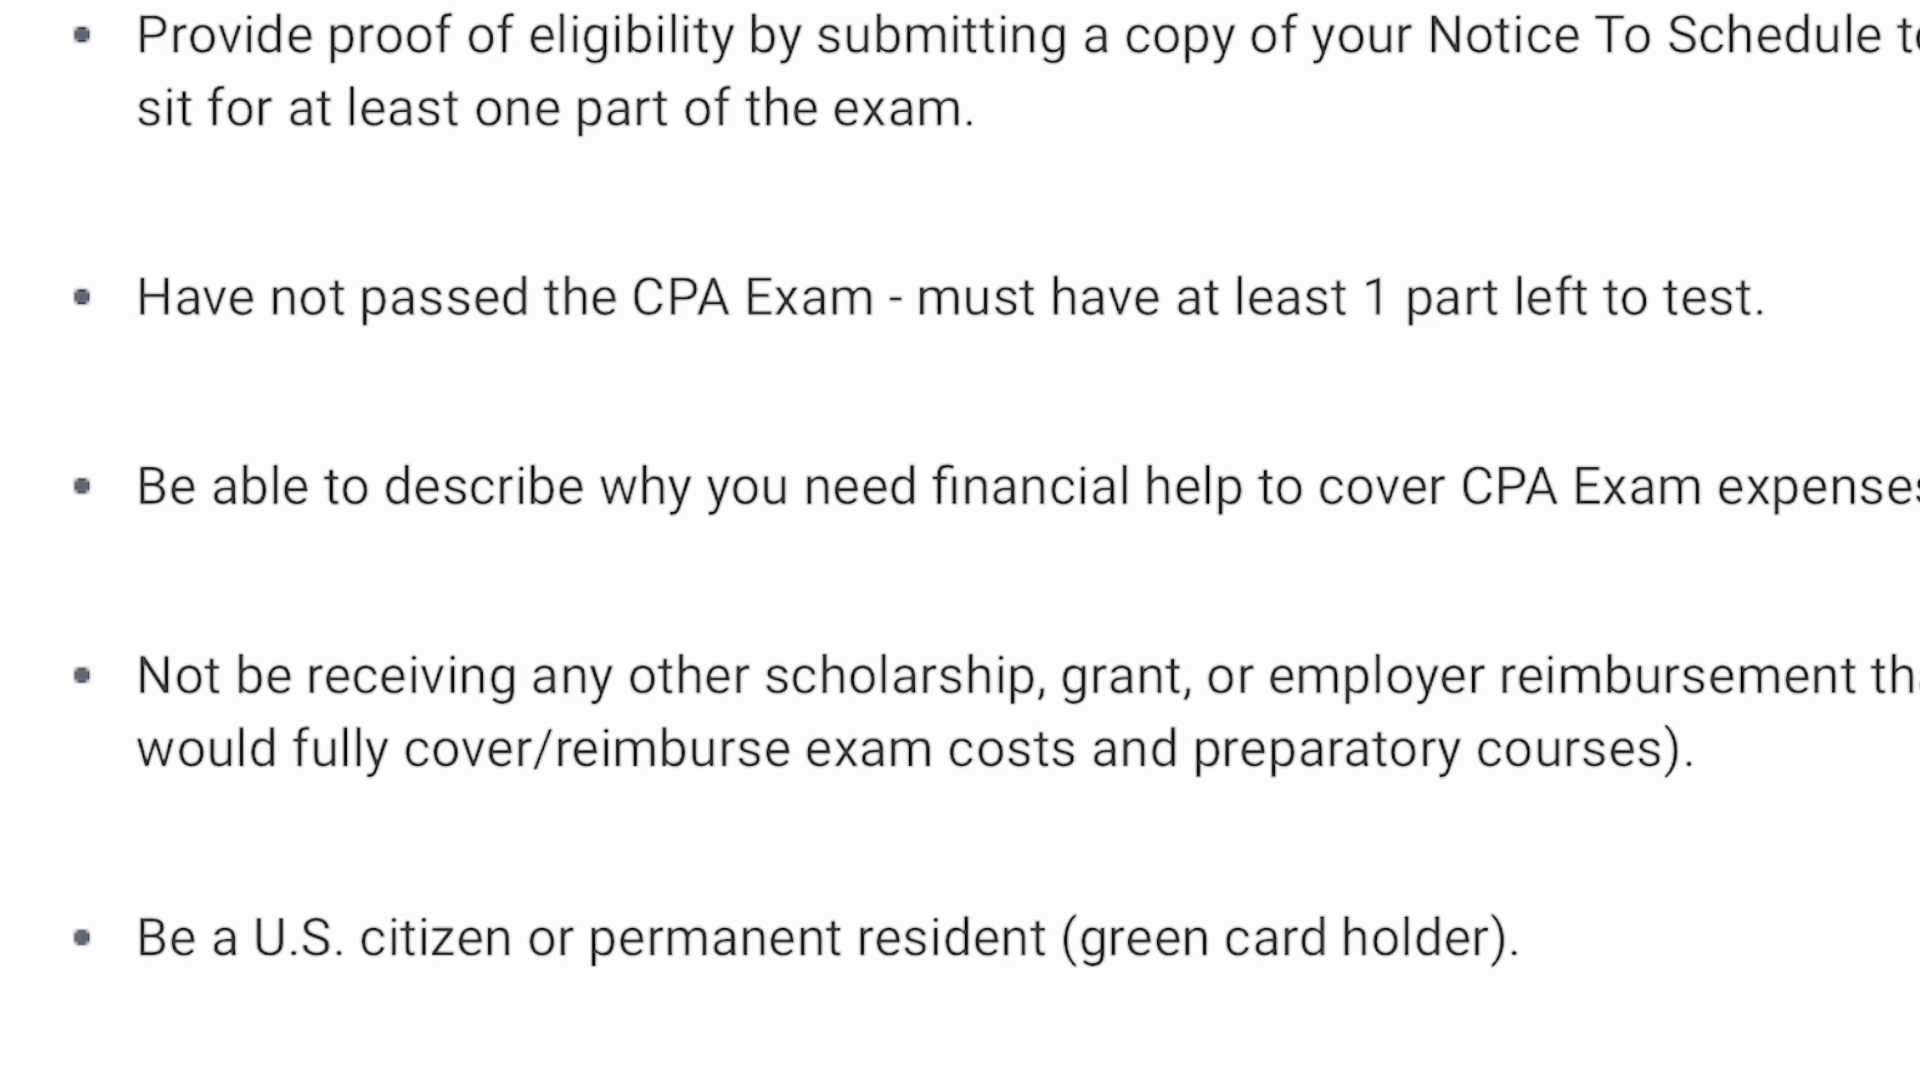 Provide proof of eligibility by submitting a copy of your Notice To Schedule
sit for at least one part of the exam.
Have not passed the CPA Exam - must have at least 1 part left to test.
Be able to describe why you need financial help to cover CPA Exam expenses
Not be receiving any other scholarship, grant, or employer reimbursement
would fully cover/reimburse exam costs and preparatory courses).
Be a U.S. citizen or permanent resident (green card holder).